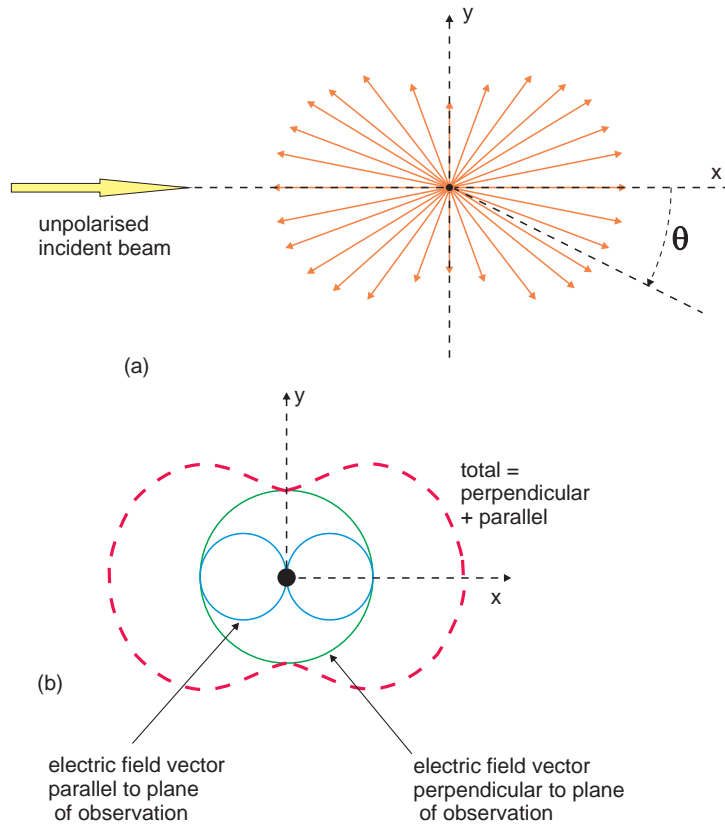 y
x
unpolarised
incident beam
θ
(a)
y
total =
perpendicular
+ parallel
x
(b)
electric field vector
parallel to plane
of observation
electric field vector
perpendicular to plane
of observation